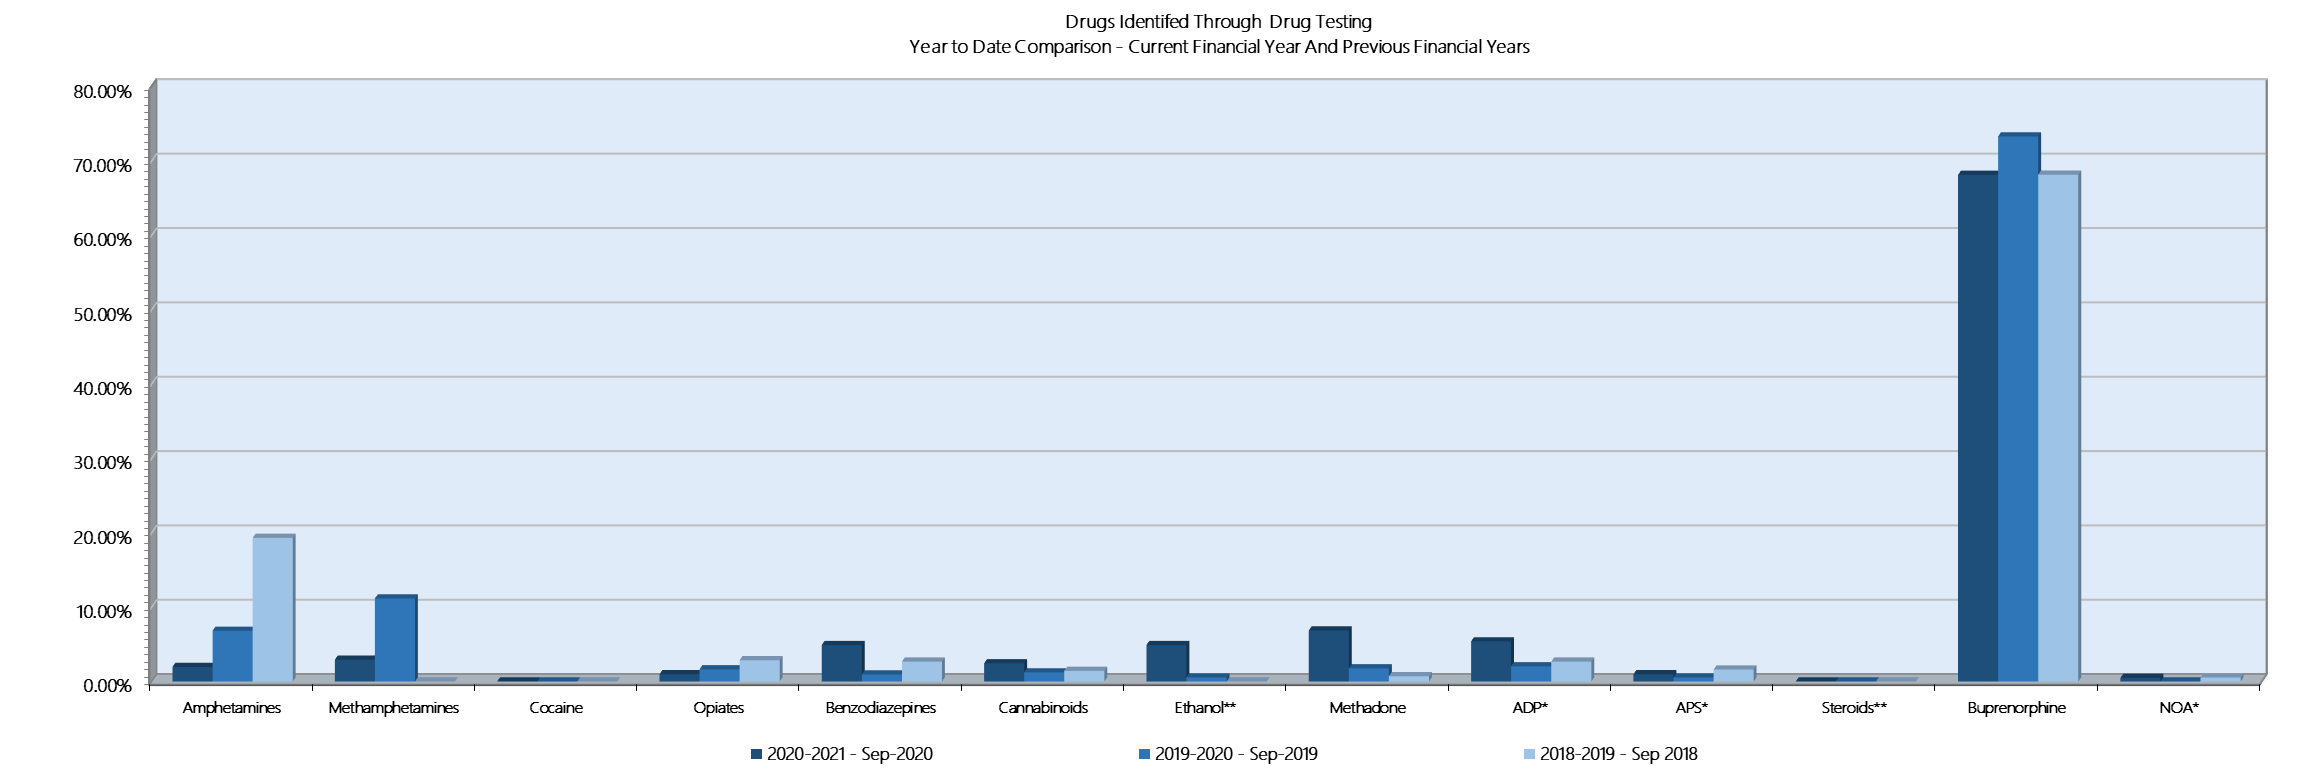 Drugs Identifed Through Drug Testing
Year to Date Comparison - Current Financial Year And Previous Financial Years
80.00%
70.00%
60.00%
50.00%
40.00%
30.00%
20.00%
10.00%
0.00%
Amphetamines Methamphetamines Cocaine Opiates Benzodiazepines Cannabinoids Ethanol** Methadone ADP* APS* Steroids** Buprenorphine NOA*
2020-2021 - Sep-2020 2019-2020 - Sep-2019 2018-2019 - Sep 2018